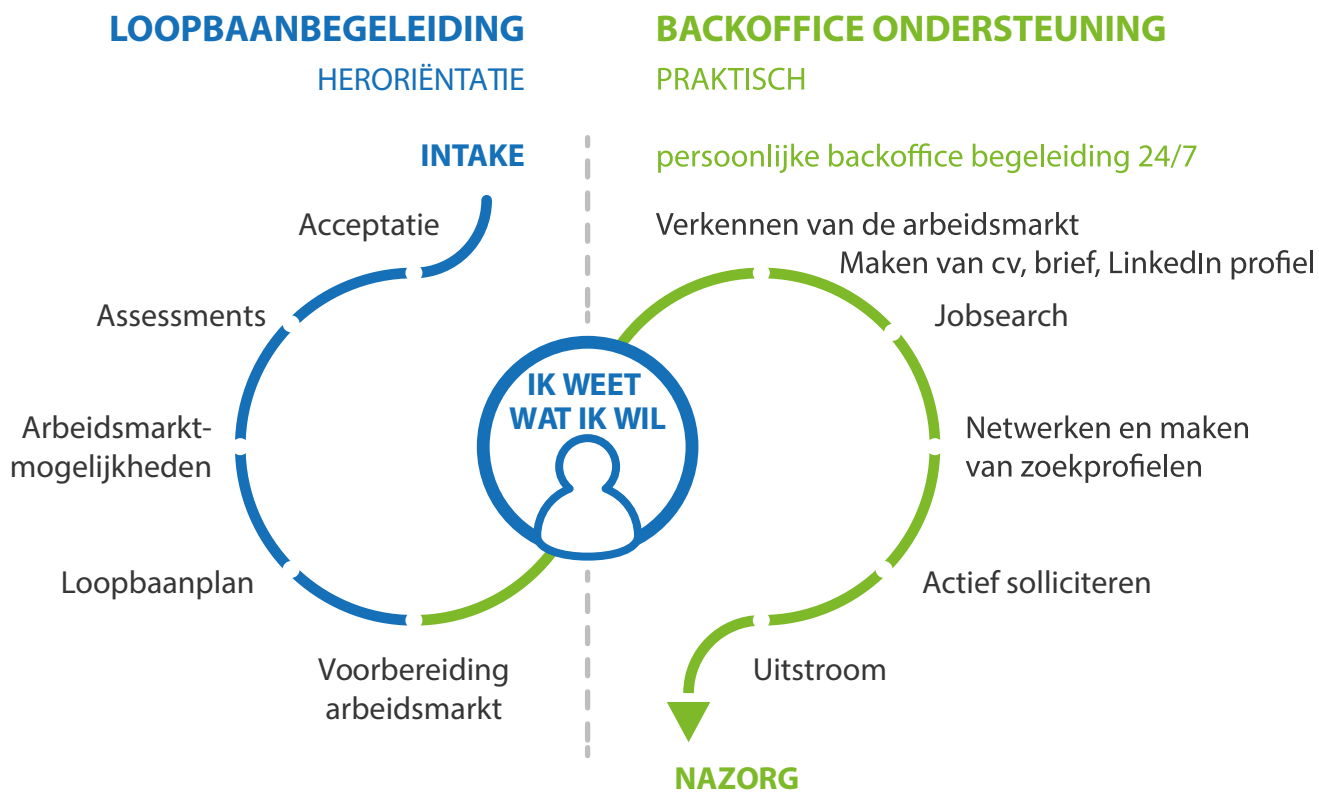 LOOPBAANBEGELEIDING
HERORIËNTATIE
INTAKE
Acceptatie
Assessments
Arbeidsmarkt-
mogelijkheden
Loopbaanplan
Voorbereiding
arbeidsmarkt
IK WEET
WAT IK WIL
BACKOFFICE ONDERSTEUNING
PRAKTISCH
persoonlijke backoffice begeleiding 24/7
Verkennen van de arbeidsmarkt
Maken van cv, brief, LinkedIn profiel
Jobsearch
Netwerken en maken
van zoekprofielen
Actief solliciteren
Uitstroom
NAZORG